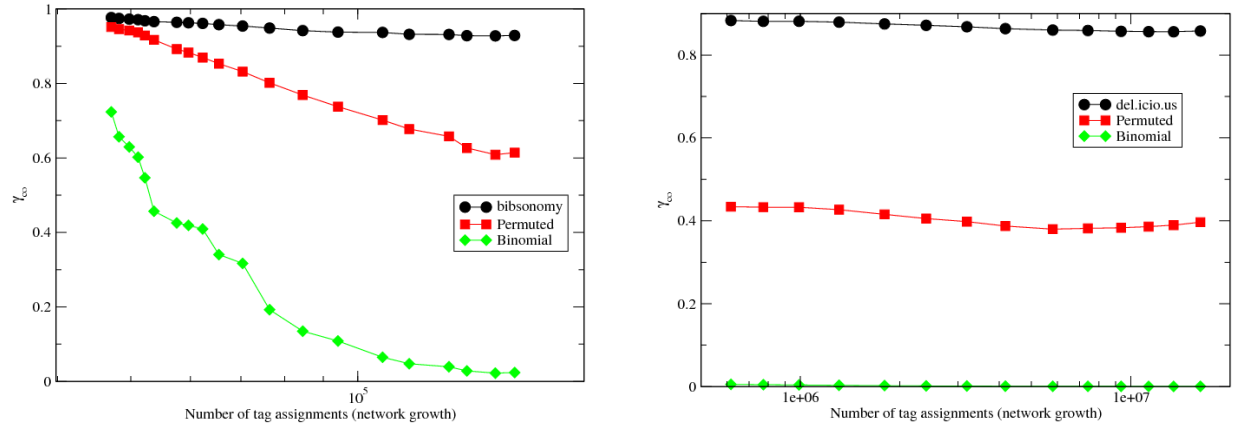 1
0.8
0.6
0.4
0.2
0
γco
bibsonomy
Permuted
Binomial
10^5
Number of tag assignments (network growth)
0.8
0.6
0.4
0.2
0
γco
del.icio.us
Permuted
Binomial
1e+06
1e+07
Number of tag assignments (network growth)